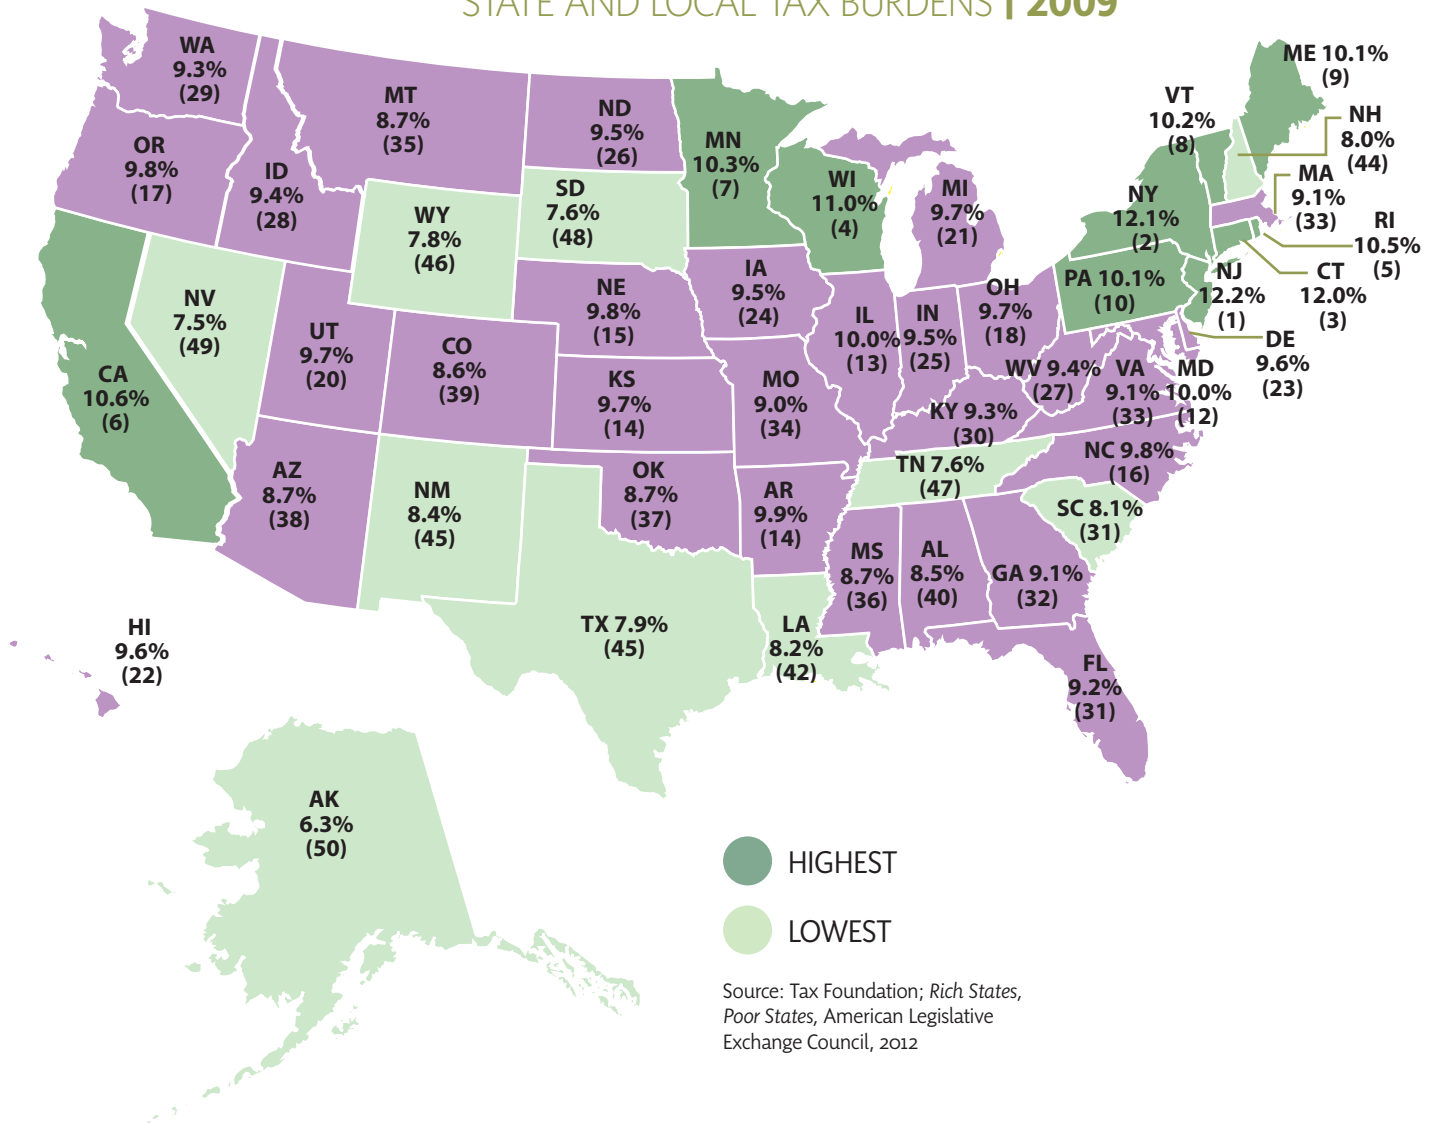 STATE AND LOCAL TAX BURDENS | 2009
WA
9.3%
(29)
MT
8.7%
(35)
ND
9.5%
(26)
MN
10.3%
(7)
VT
10.2%
(8)
ME 10.1%
(9)
NH
8.0%
(44)
OR
9.8%
(17)
ID
9.4%
(28)
WY
7.8%
(46)
SD
7.6%
(48)
WI
11.0%
(4)
MI
9.7%
(21)
NY
12.1%
(2)
MA
9.1%
(33)
RI
10.5%
(5)
CT
12.0%
(3)
NJ
12.2%
(1)
PA 10.1%
(10)
NV
7.5%
(49)
UT
9.7%
(20)
CO
8.6%
(39)
NE
9.8%
(15)
IA
9.5%
(24)
IL
10.0%
(13)
IN
9.5%
(25)
OH
9.7%
(18)
DE
9.6%
(23)
CA
10.6%
(6)
KS
9.7%
(14)
MO
9.0%
(34)
WV 9.4%
(27)
VA
9.1%
(33)
MD
10.0%
(12)
KY 9.3%
(30)
AZ
8.7%
(38)
NM
8.4%
(45)
OK
8.7%
(37)
AR
9.9%
(14)
TN 7.6%
(47)
NC 9.8%
(16)
SC 8.1%
(31)
MS
8.7%
(36)
AL
8.5%
(40)
GA 9.1%
(32)
HI
9.6%
(22)
TX 7.9%
(45)
LA
8.2%
(42)
FL
9.2%
(31)
AK
6.3%
(50)
HIGHEST
LOWEST
Source: Tax Foundation; Rich States,
Poor States, American Legislative
Exchange Council, 2012